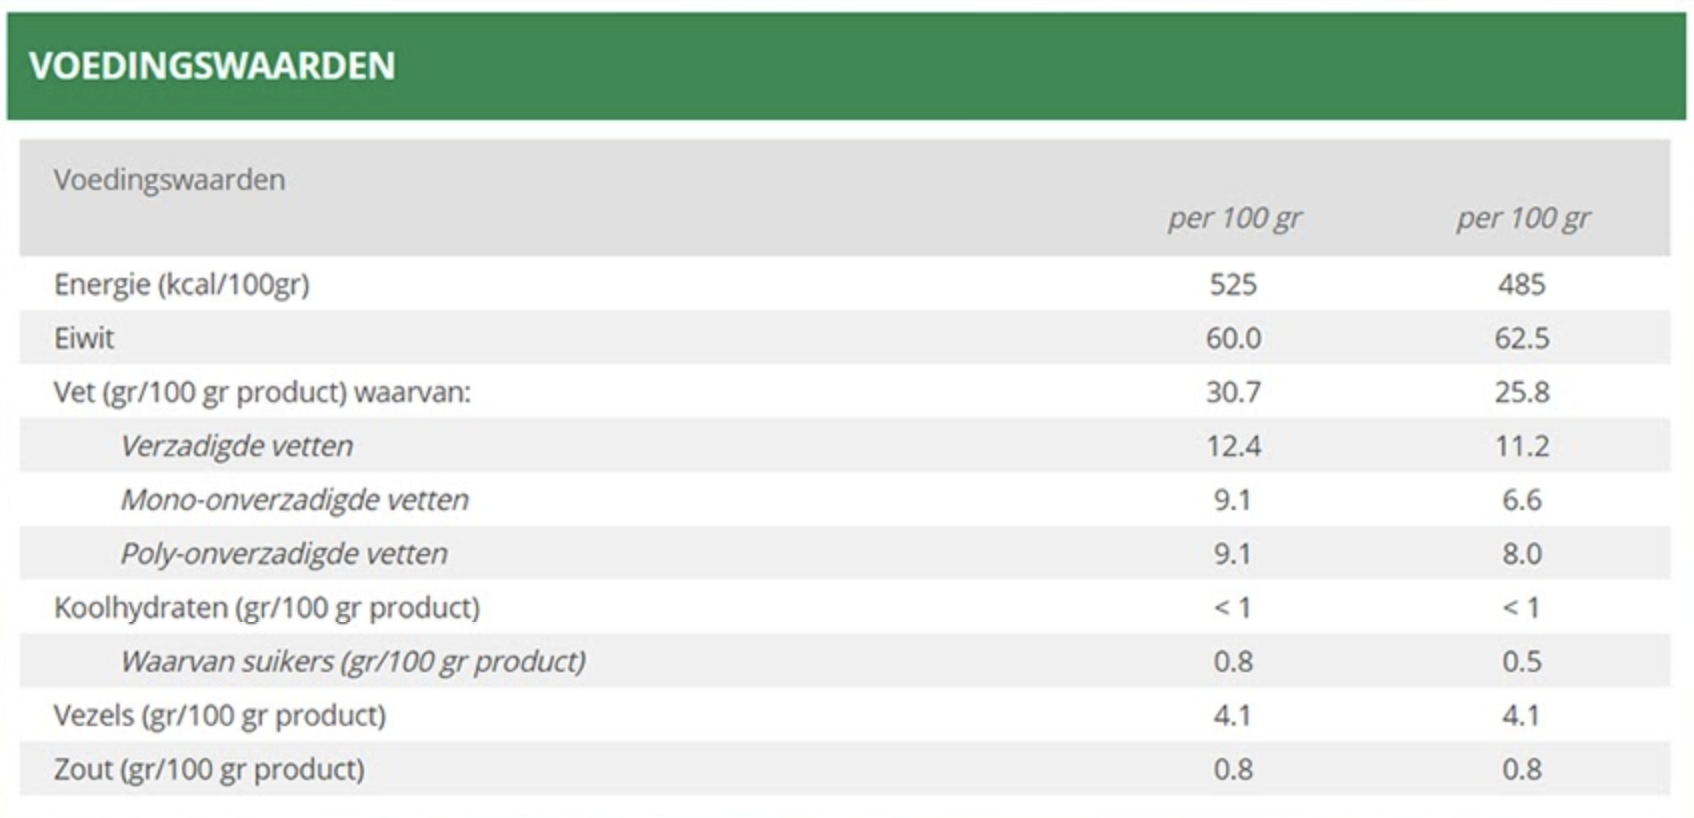 VOEDINGSWAARDEN
Voedingswaarden
per 100 gr per 100 gr
Energie (kcal/100gr) 525 485
Eiwit 60.0 62.5
Vet (gr/100 gr product) waarvan: 30.7 25.8
Verzadigde vetten 12.4 11.2
Mono-onverzadigde vetten 9.1 6.6
Poly-onverzadigde vetten 9.1 8.0
Koolhydraten (gr/100 gr product) < 1 < 1
Waarvan suikers (gr/100 gr product) 0.8 0.5
Vezels (gr/100 gr product) 4.1 4.1
Zout (gr/100 gr product) 0.8 0.8